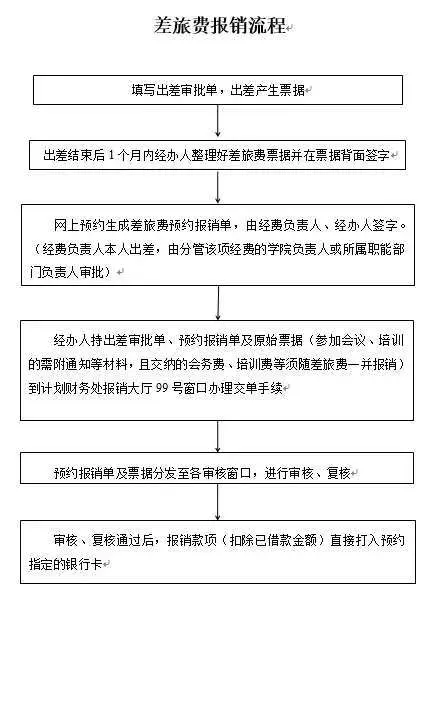 差旅费报销流程
填写出差审批单，出差产生票据
出差结束后1个月内经办人整理好差旅费票据并在票据背面签字
网上预约生成差旅费预约报销单，由经费负责人、经办人签字。
（经费负责人本人出差，由分管该项经费的学院负责人或所属职能部
门负责人审批）
经办人持出差审批单、预约报销单及原始票据（参加会议、培训
的需附通知等材料，且交纳的会务费、培训费等须随差旅费一并报销）
到计划财务处报销大厅99号窗口办理交单手续
预约报销单及票据分发至各审核窗口，进行审核、复核
审核、复核通过后，报销款项（扣除已借款金额）直接打入预约
指定的银行卡